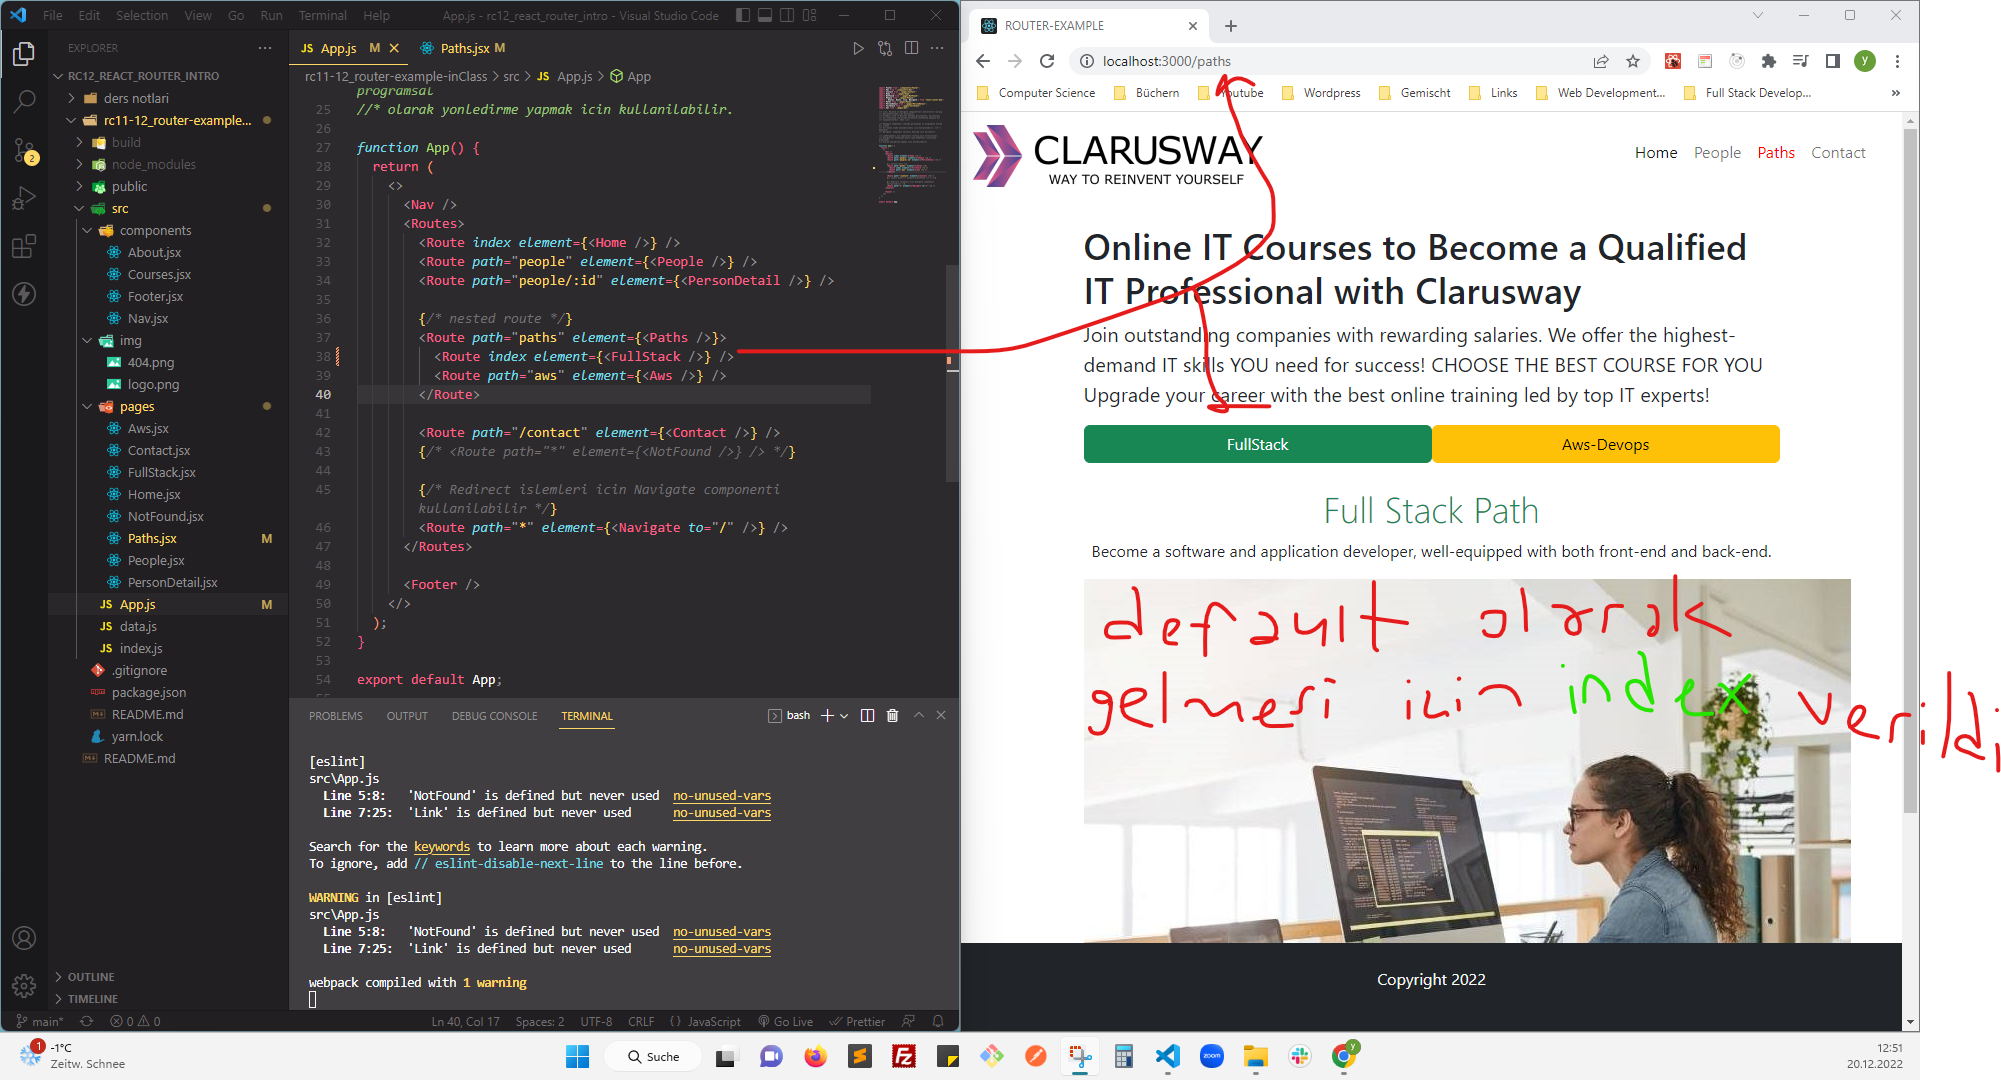 File Edit Selection View Go Run Terminal Help
App.js - rc12_react_router_intro - Visual Studio Code
EXPLORER
RC12_REACT_ROUTER_INTRO
ders notlari
rc11-12_router-example...
build
node_modules
public
src
components
About.jsx
Courses.jsx
Footer.jsx
Nav.jsx
img
404.png
logo.png
pages
Aws.jsx
Contact.jsx
FullStack.jsx
Home.jsx
NotFound.jsx
Paths.jsx M
People.jsx
PersonDetail.jsx
JS App.js M
JS data.js
JS index.js
.gitignore
package.json
README.md
yarn.lock
README.md
OUTLINE
TIMELINE
2
JS App.js M
Paths.jsx M
rc11-12_router-example-inClass > src > JS App.js > App
programsal
25 //* olarak yonledirme yapmak icin kullanilabilir.
26
27 function App() {
28 return (
29 <>
30 <Nav />
31 <Routes>
32 <Route index element={<Home />} />
33 <Route path="people" element={<People />} />
34 <Route path="people/:id" element={<PersonDetail />} />
35
36 {/* nested route */}
37 <Route path="paths" element={<Paths />}>
38 <Route index element={<FullStack />} />
39 <Route path="aws" element={<Aws />} />
40 </Route>
41
42 <Route path="/contact" element={<Contact />} />
43 {/* <Route path="*" element={<NotFound />} /> */}
44
45 {/* Redirect islemleri icin Navigate componenti
kullanilabilir */}
46 <Route path="*" element={<Navigate to="/" />} />
47 </Routes>
48
49 <Footer />
50 </>
51 );
52 }
53
54 export default App;
PROBLEMS OUTPUT DEBUG CONSOLE TERMINAL
bash
[eslint]
src\App.js
Line 5:8: 'NotFound' is defined but never used no-unused-vars
Line 7:25: 'Link' is defined but never used no-unused-vars
Search for the keywords to learn more about each warning.
To ignore, add // eslint-disable-next-line to the line before.
WARNING in [eslint]
src\App.js
Line 5:8: 'NotFound' is defined but never used no-unused-vars
Line 7:25: 'Link' is defined but never used no-unused-vars
webpack compiled with 1 warning
main* 0 0
Ln 40, Col 17 Spaces: 2 UTF-8 CRLF {} JavaScript Go Live Prettier
ROUTER-EXAMPLE
localhost:3000/paths
y
Computer Science Büchern Youtube Wordpress Gemischt Links Web Development... Full Stack Develop... »
CLARUSWAY
WAY TO REINVENT YOURSELF
Home People Paths Contact
Online IT Courses to Become a Qualified
IT Professional with Clarusway
Join outstanding companies with rewarding salaries. We offer the highest-
demand IT skills YOU need for success! CHOOSE THE BEST COURSE FOR YOU
Upgrade your career with the best online training led by top IT experts!
FullStack
Aws-Devops
Full Stack Path
Become a software and application developer, well-equipped with both front-end and back-end.
default olarak
gelmesi icin index verildi
Copyright 2022
1
-1°C
Zeitw. Schnee
Suche
zoom
y
12:51
20.12.2022